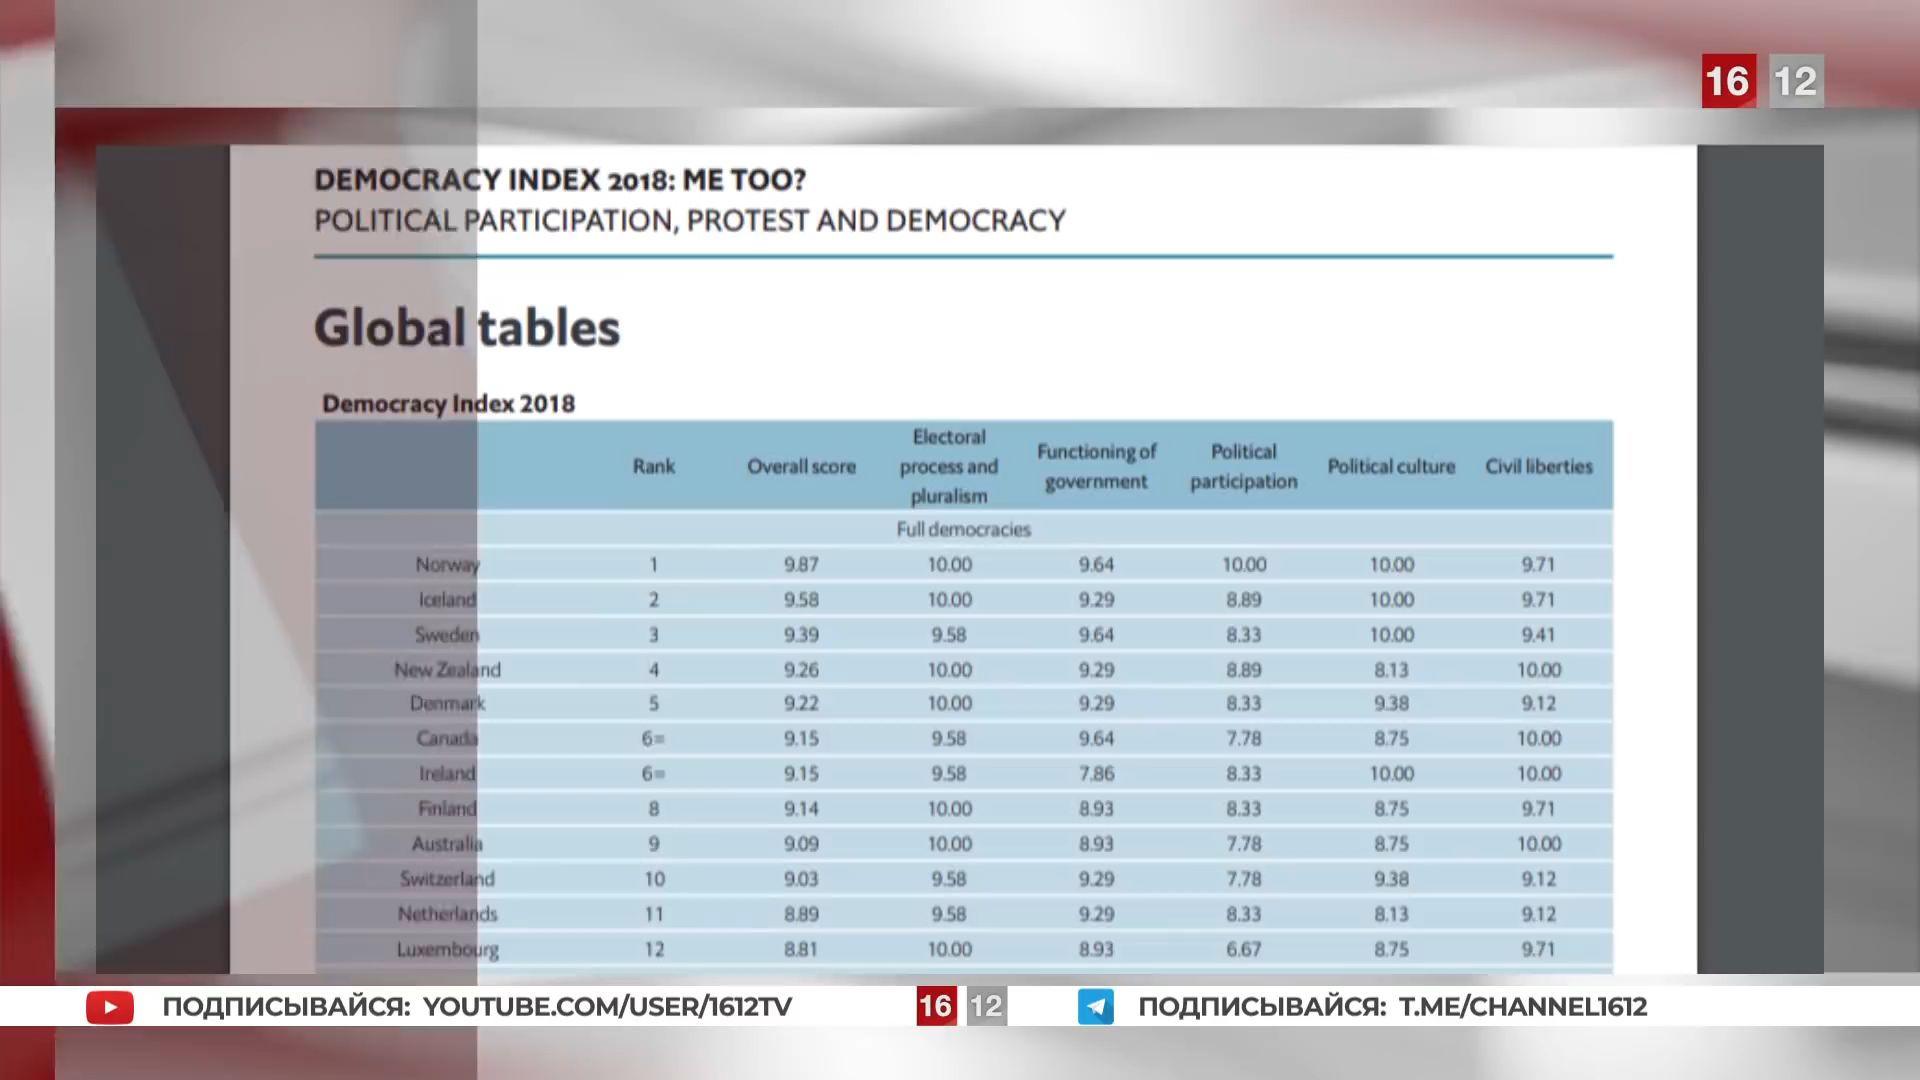 16 12
DEMOCRACY INDEX 2018: ME TOO?
POLITICAL PARTICIPATION, PROTEST AND DEMOCRACY
Global tables
Democracy Index 2018
Rank Overall score Electoral process and pluralism Functioning of government Political participation Political culture Civil liberties
Full democracies
Norway 1 9.87 10.00 9.64 10.00 10.00 9.71
Iceland 2 9.58 10.00 9.29 8.89 10.00 9.71
Sweden 3 9.39 9.58 9.64 8.33 10.00 9.41
New Zealand 4 9.26 10.00 9.29 8.89 8.13 10.00
Denmark 5 9.22 10.00 9.29 8.33 9.38 9.12
Canada 6= 9.15 9.58 9.64 7.78 8.75 10.00
Ireland 6= 9.15 9.58 7.86 8.33 10.00 10.00
Finland 8 9.14 10.00 8.93 8.33 8.75 9.71
Australia 9 9.09 10.00 8.93 7.78 8.75 10.00
Switzerland 10 9.03 9.58 9.29 7.78 9.38 9.12
Netherlands 11 8.89 9.58 9.29 8.33 8.13 9.12
Luxembourg 12 8.81 10.00 8.93 6.67 8.75 9.71
ПОДПИСЫВАЙСЯ: YOUTUBE.COM/USER/1612TV 16 12 ПОДПИСЫВАЙСЯ: T.ME/CHANNEL1612